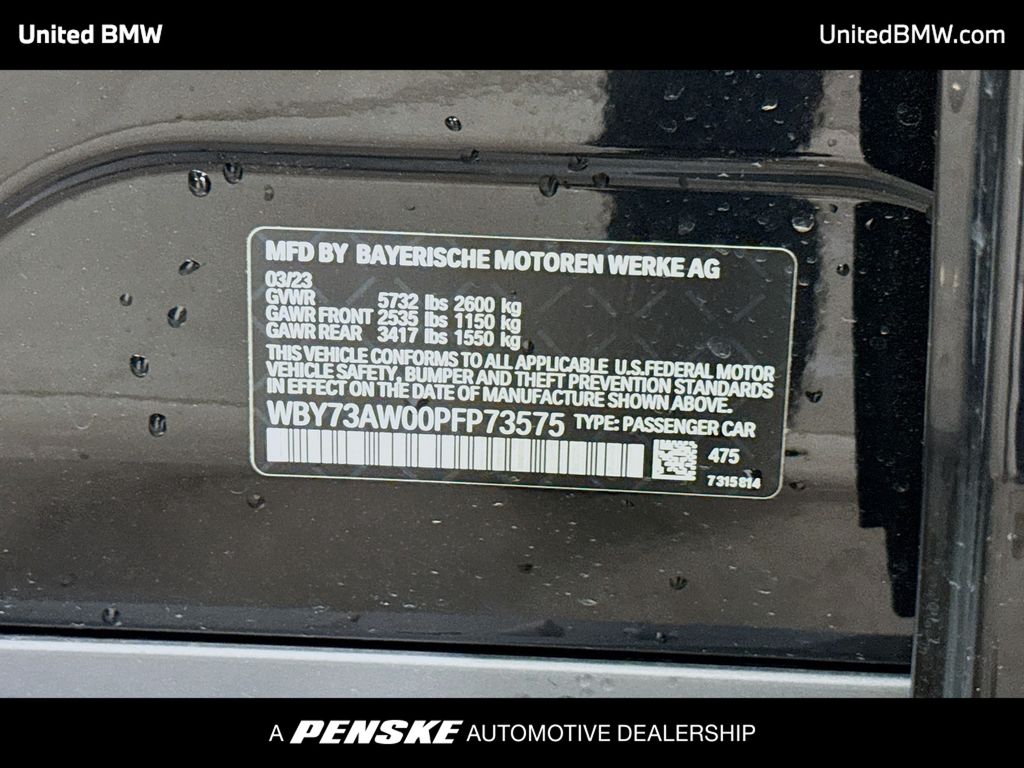 United BMW
UnitedBMW.com
MFD BY BAYERISCHE MOTOREN WERKE AG
03/23
GVWR 5732 lbs 2600 kg
GAWR FRONT 2535 lbs 1150 kg
GAWR REAR 3417 lbs 1550 kg
THIS VEHICLE CONFORMS TO ALL APPLICABLE U.S.FEDERAL MOTOR
VEHICLE SAFETY, BUMPER AND THEFT PREVENTION STANDARDS
IN EFFECT ON THE DATE OF MANUFACTURE SHOWN ABOVE.
WBY73AW00PFP73575 TYPE: PASSENGER CAR
475
7315814
A PENSKE AUTOMOTIVE DEALERSHIP